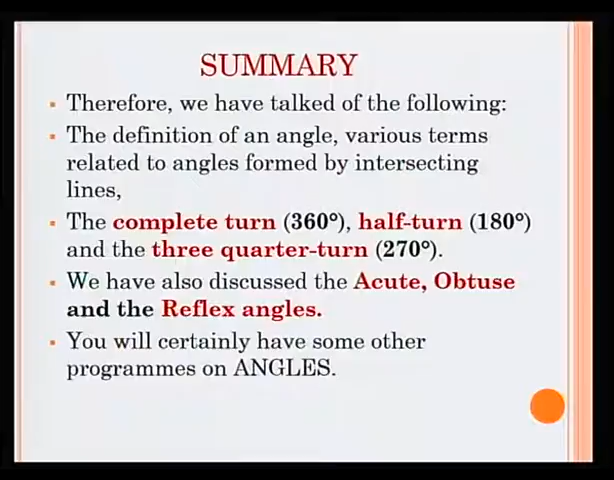 SUMMARY
Therefore, we have talked of the following:
The definition of an angle, various terms
related to angles formed by intersecting
lines,
The complete turn (360°), half-turn (180°)
and the three quarter-turn (270°).
We have also discussed the Acute, Obtuse
and the Reflex angles.
You will certainly have some other
programmes on ANGLES.